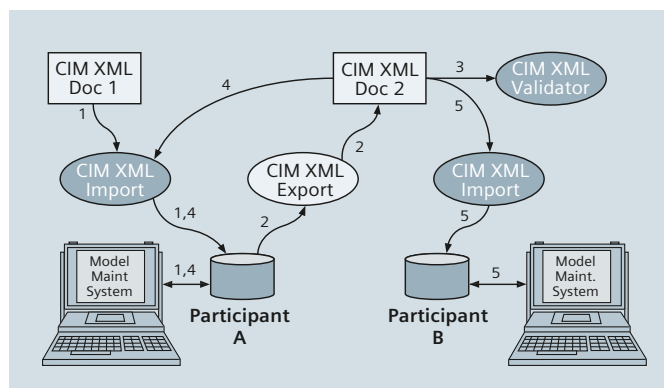 CIM XML
Doc 1
1
4
CIM XML
Doc 2
3
CIM XML
Validator
5
2
CIM XML
Import
CIM XML
Export
CIM XML
Import
1,4
2
5
Model
Maint
System
1,4
Participant
A
Participant
B
5
Model
Maint.
System